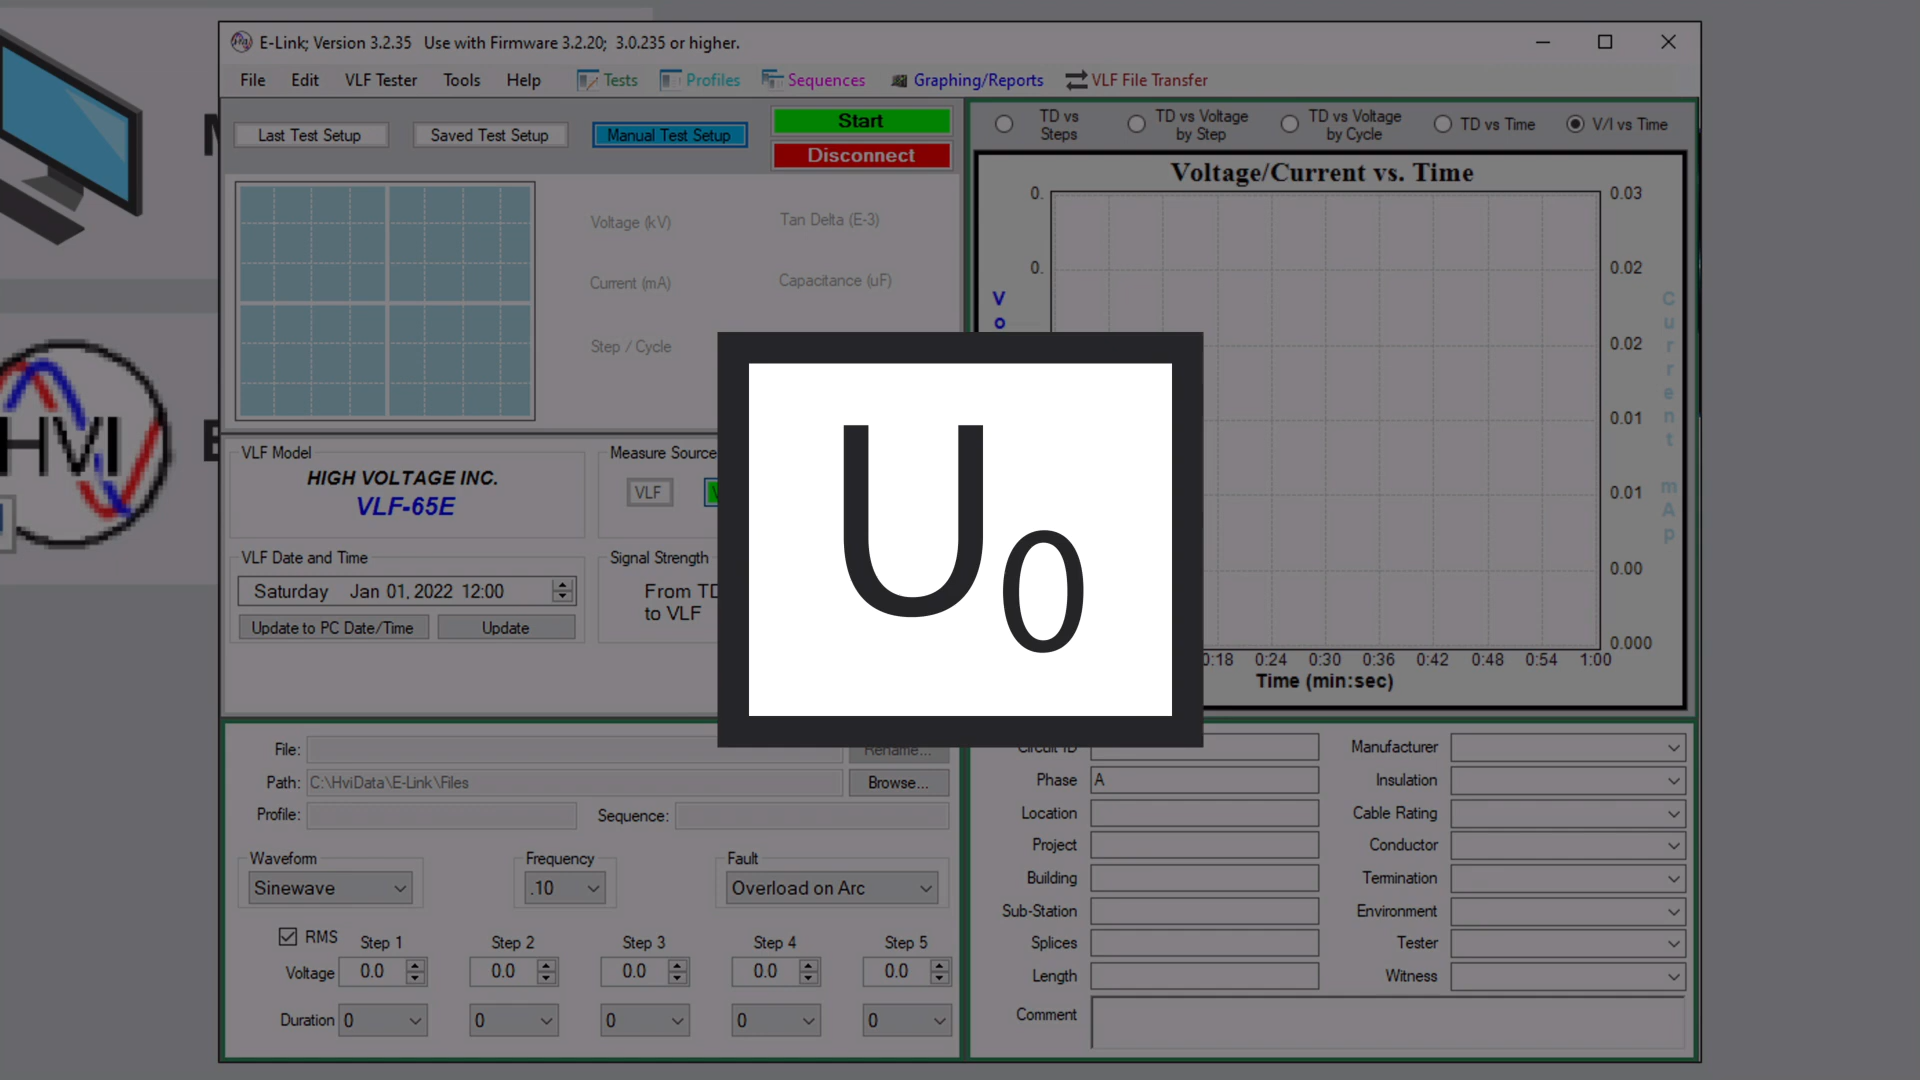 E-Link; Version 3.2.35 Use with Firmware 3.2.20; 3.0.235 or higher.
File Edit VLF Tester Tools Help Tests Profiles Sequences Graphing/Reports VLF File Transfer
Last Test Setup Saved Test Setup Manual Test Setup
Start
Disconnect
TD vs Steps
TD vs Voltage by Step
TD vs Voltage by Cycle
TD vs Time
V/I vs Time
Voltage (kV)
Tan Delta (E-3)
Current (mA)
Capacitance (uF)
Step / Cycle
Voltage/Current vs. Time
0.
0.
Vo
0.03
0.02
0.02
0.01
0.01
0.00
0.000
Current mAp
0:18 0:24 0:30 0:36 0:42 0:48 0:54 1:00
Time (min:sec)
HVI
VLF Model
HIGH VOLTAGE INC.
VLF-65E
Measure Source
VLF
VLF Date and Time
Saturday Jan 01, 2022 12:00
Update to PC Date/Time Update
Signal Strength
From TD
to VLF
U0
File: Rename...
Path: C:\HviData\E-Link\Files Browse...
Profile: Sequence:
Waveform
Sinewave
Frequency
.10
Fault
Overload on Arc
RMS Step 1 Step 2 Step 3 Step 4 Step 5
Voltage 0.0 0.0 0.0 0.0 0.0
Duration 0 0 0 0 0
Circuit ID Manufacturer
Phase A Insulation
Location Cable Rating
Project Conductor
Building Termination
Sub-Station Environment
Splices Tester
Length Witness
Comment